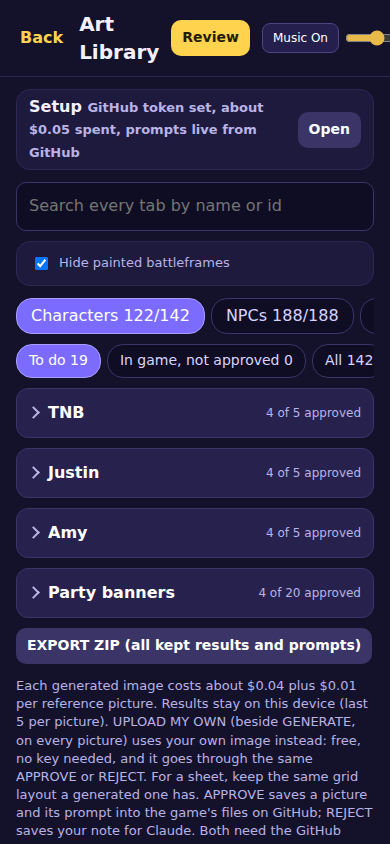 Back
Art Library
Review
Music On
Setup GitHub token set, about
$0.05 spent, prompts live from
GitHub
Open
Search every tab by name or id
Hide painted battleframes
Characters 122/142
NPCs 188/188
To do 19
In game, not approved 0
All 142
TNB
4 of 5 approved
Justin
4 of 5 approved
Amy
4 of 5 approved
Party banners
4 of 20 approved
EXPORT ZIP (all kept results and prompts)
Each generated image costs about $0.04 plus $0.01
per reference picture. Results stay on this device (last
5 per picture). UPLOAD MY OWN (beside GENERATE,
on every picture) uses your own image instead: free,
no key needed, and it goes through the same
APPROVE or REJECT. For a sheet, keep the same grid
layout a generated one has. APPROVE saves a picture
and its prompt into the game's files on GitHub; REJECT
saves your note for Claude. Both need the GitHub